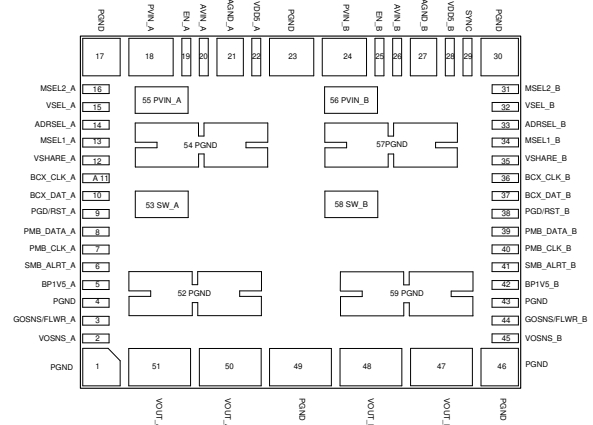 PGND PVIN_A EN_A AVIN_A AGND_A VDD5_A PGND PVIN_B EN_B AVIN_B AGND_B VDD5_B SYNC PGND
17 18 19 20 21 22 23 24 25 26 27 28 29 30
MSEL2_A 16 31 MSEL2_B
55 PVIN_A 56 PVIN_B
VSEL_A 15 32 VSEL_B
ADRSEL_A 14 33 ADRSEL_B
MSEL1_A 13 54 PGND 57PGND 34 MSEL1_B
VSHARE_A 12 35 VSHARE_B
BCX_CLK_A A 11 36 BCX_CLK_B
BCX_DAT_A 10 37 BCX_DAT_B
53 SW_A 58 SW_B
PGD/RST_A 9 38 PGD/RST_B
PMB_DATA_A 8 39 PMB_DATA_B
PMB_CLK_A 7 40 PMB_CLK_B
SMB_ALRT_A 6 41 SMB_ALRT_B
BP1V5_A 5 42 BP1V5_B
52 PGND 59 PGND
PGND 4 43 PGND
GOSNS/FLWR_A 3 44 GOSNS/FLWR_B
VOSNS_A 2 45 VOSNS_B
PGND 1 51 50 49 48 47 46 PGND
PGND PGND